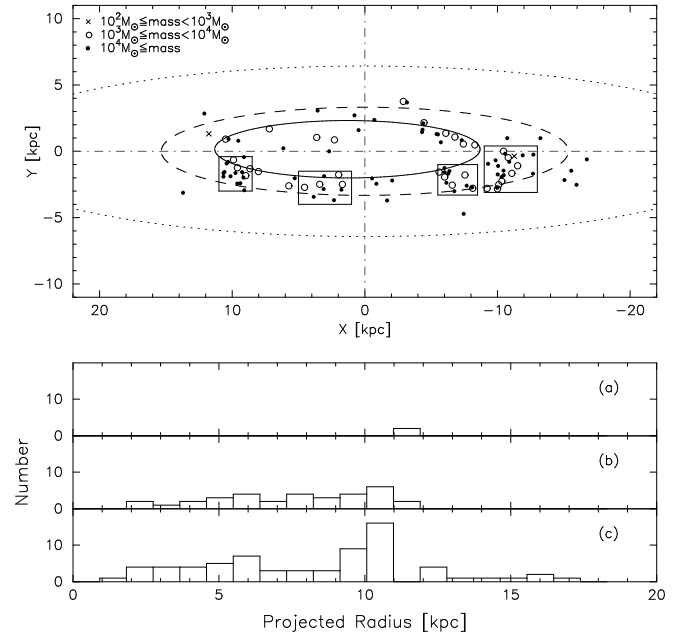 × 10²M⊙≦mass<10³M⊙
○ 10³M⊙≦mass<10⁴M⊙
• 10⁴M⊙≦mass
10
5
0
−5
−10
Y [kpc]
20 10 0 −10 −20
X [kpc]
(a)
10
0
(b)
10
0
(c)
10
0
Number
0 5 10 15 20
Projected Radius [kpc]